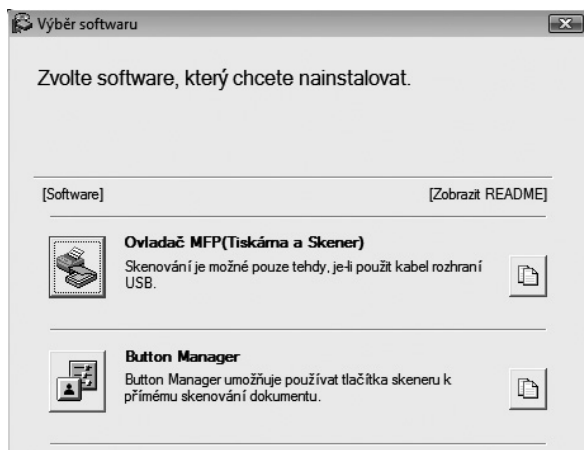 Výběr softwaru
Zvolte software, který chcete nainstalovat.
[Software] [Zobrazit README]
Ovladač MFP(Tiskárna a Skener)
Skenování je možné pouze tehdy, je-li použit kabel rozhraní
USB.
Button Manager
Button Manager umožňuje používat tlačítka skeneru k
přímému skenování dokumentu.